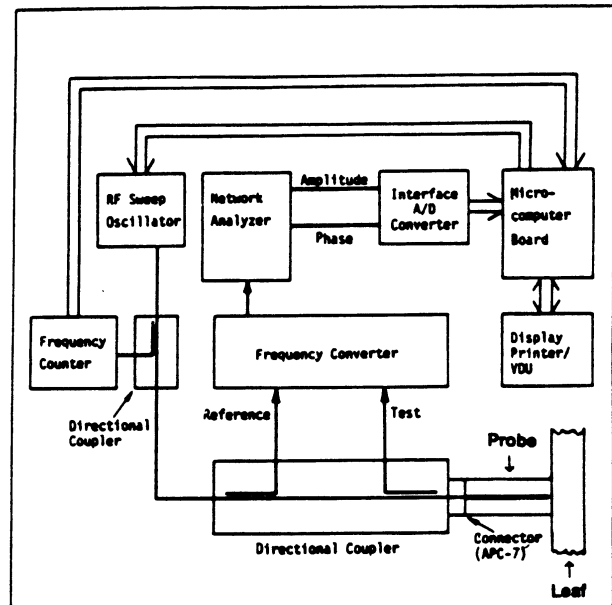 RF Sweep
Oscillator
Network
Analyzer
Amplitude
Phase
Interface
A/D
Converter
Micro-
computer
Board
Frequency
Counter
Directional
Coupler
Frequency Converter
Display
Printer/
VDU
Reference
Test
Probe
Directional Coupler
Connector
(APC-7)
Leaf